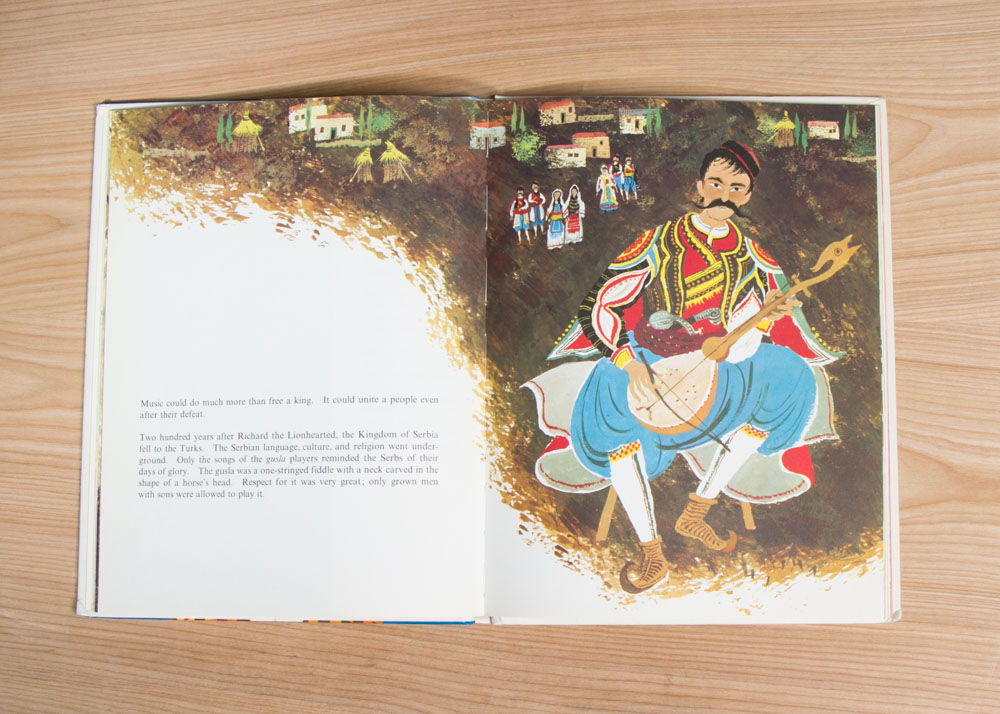 Music could do much more than free a king. It could unite a people even
after their defeat.
Two hundred years after Richard the Lionhearted, the Kingdom of Serbia
fell to the Turks. The Serbian language, culture, and religion went under-
ground. Only the songs of the gusla players reminded the Serbs of their
days of glory. The gusla was a one-stringed fiddle with a neck carved in the
shape of a horse's head. Respect for it was very great; only grown men
with sons were allowed to play it.